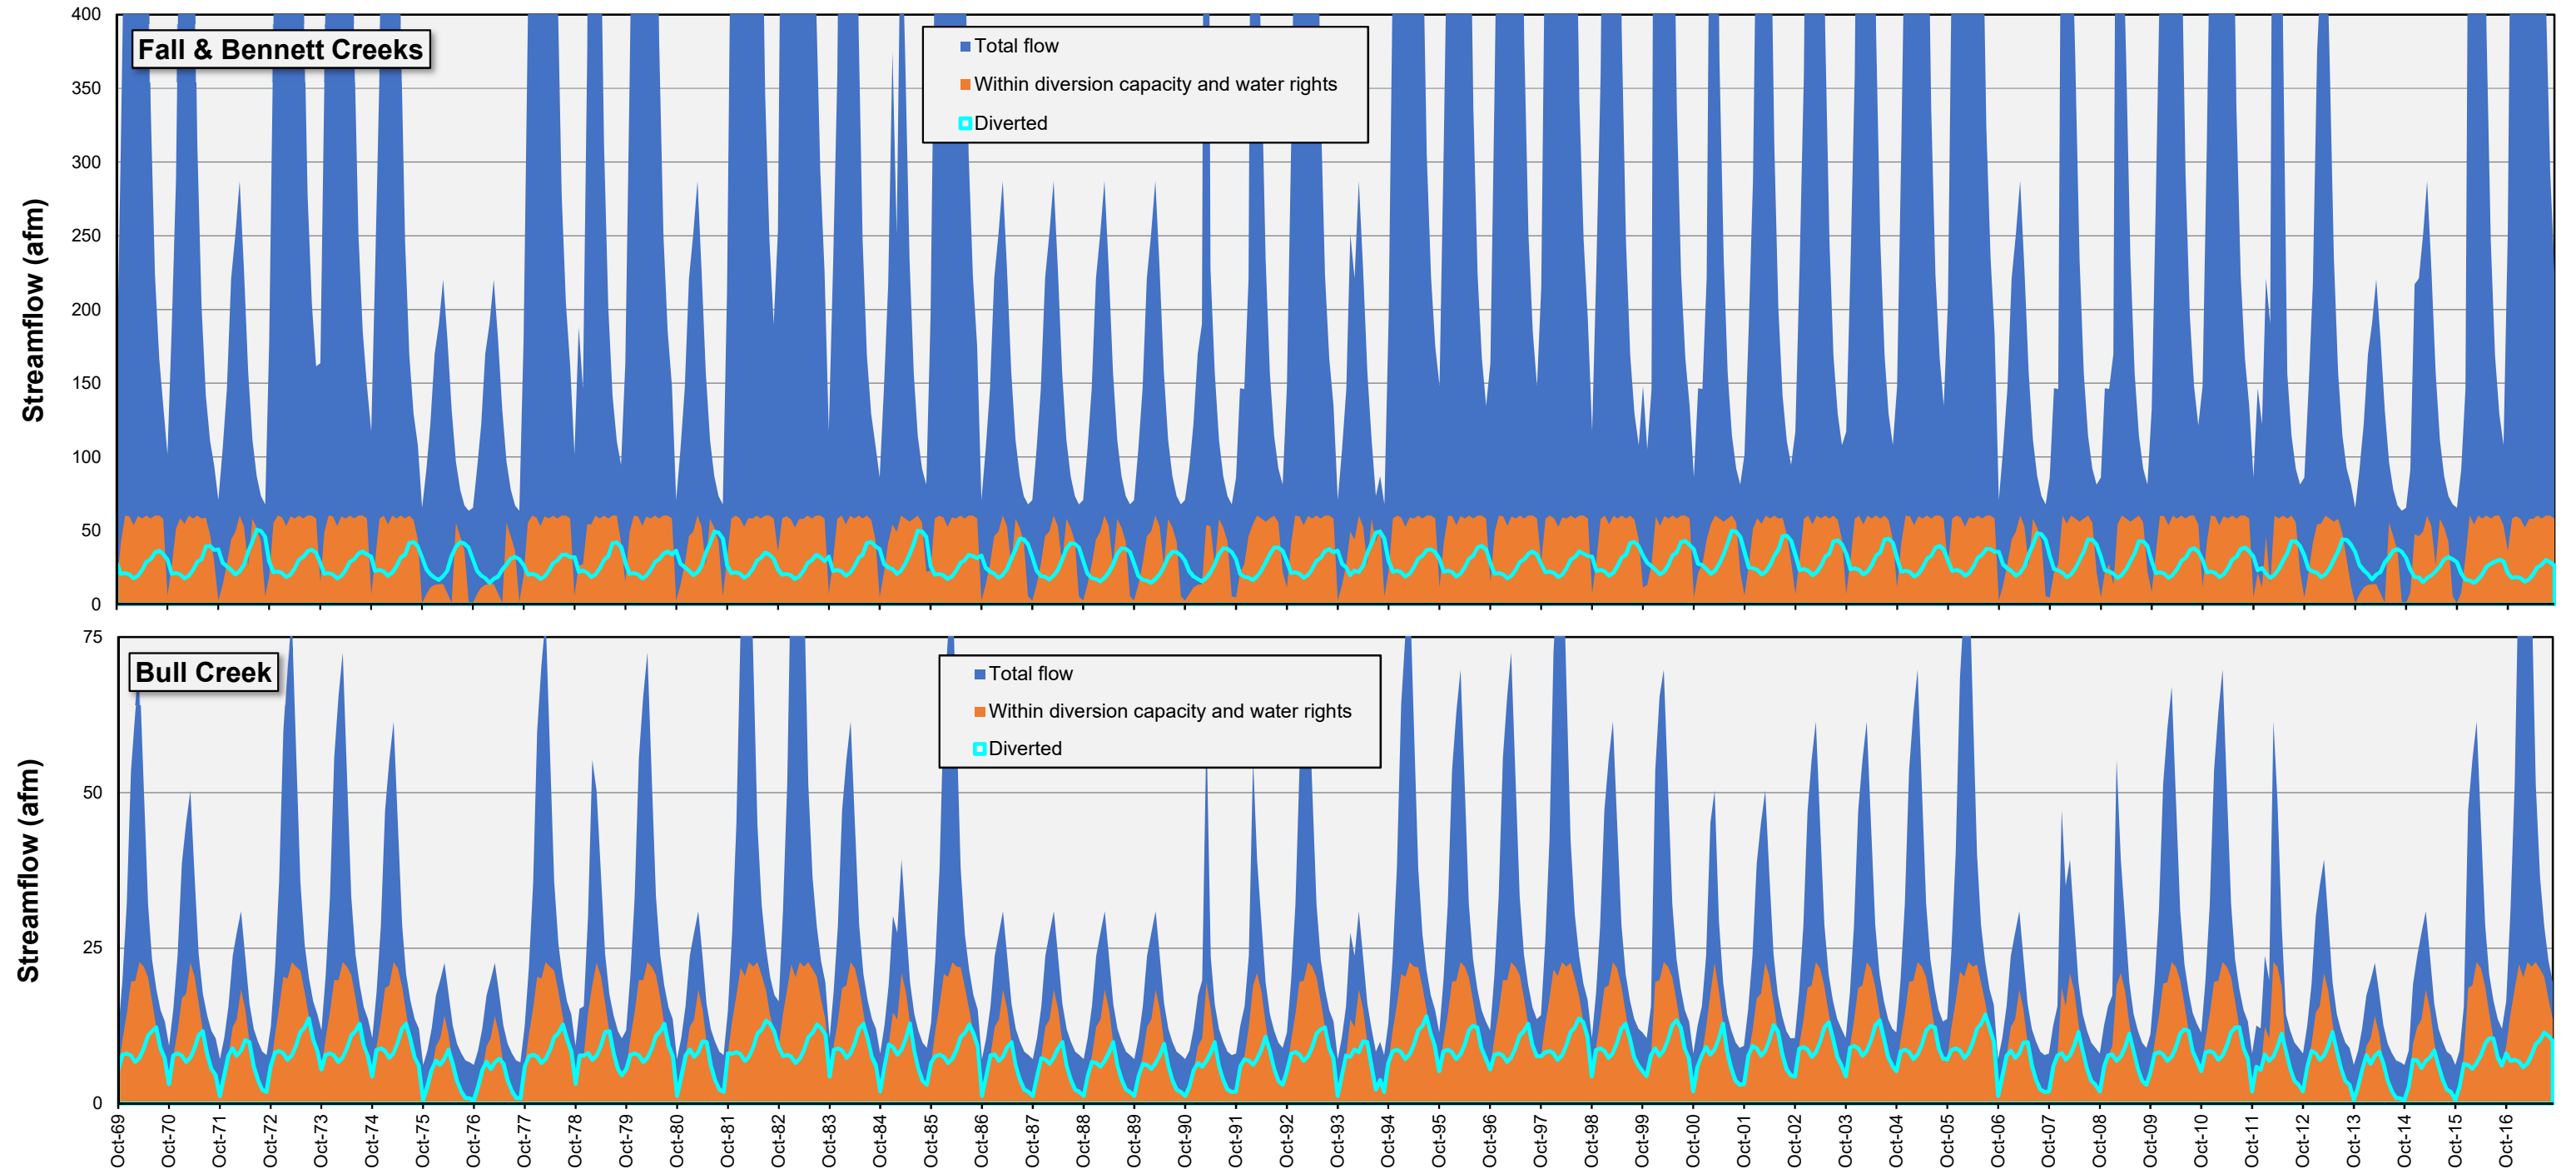 Fall & Bennett Creeks
Streamflow (afm)
400
350
300
250
200
150
100
50
0
Total flow
Within diversion capacity and water rights
Diverted
Bull Creek
Streamflow (afm)
75
50
25
0
Total flow
Within diversion capacity and water rights
Diverted
Oct-69
Oct-70
Oct-71
Oct-72
Oct-73
Oct-74
Oct-75
Oct-76
Oct-77
Oct-78
Oct-79
Oct-80
Oct-81
Oct-82
Oct-83
Oct-84
Oct-85
Oct-86
Oct-87
Oct-88
Oct-89
Oct-90
Oct-91
Oct-92
Oct-93
Oct-94
Oct-95
Oct-96
Oct-97
Oct-98
Oct-99
Oct-00
Oct-01
Oct-02
Oct-03
Oct-04
Oct-05
Oct-06
Oct-07
Oct-08
Oct-09
Oct-10
Oct-11
Oct-12
Oct-13
Oct-14
Oct-15
Oct-16